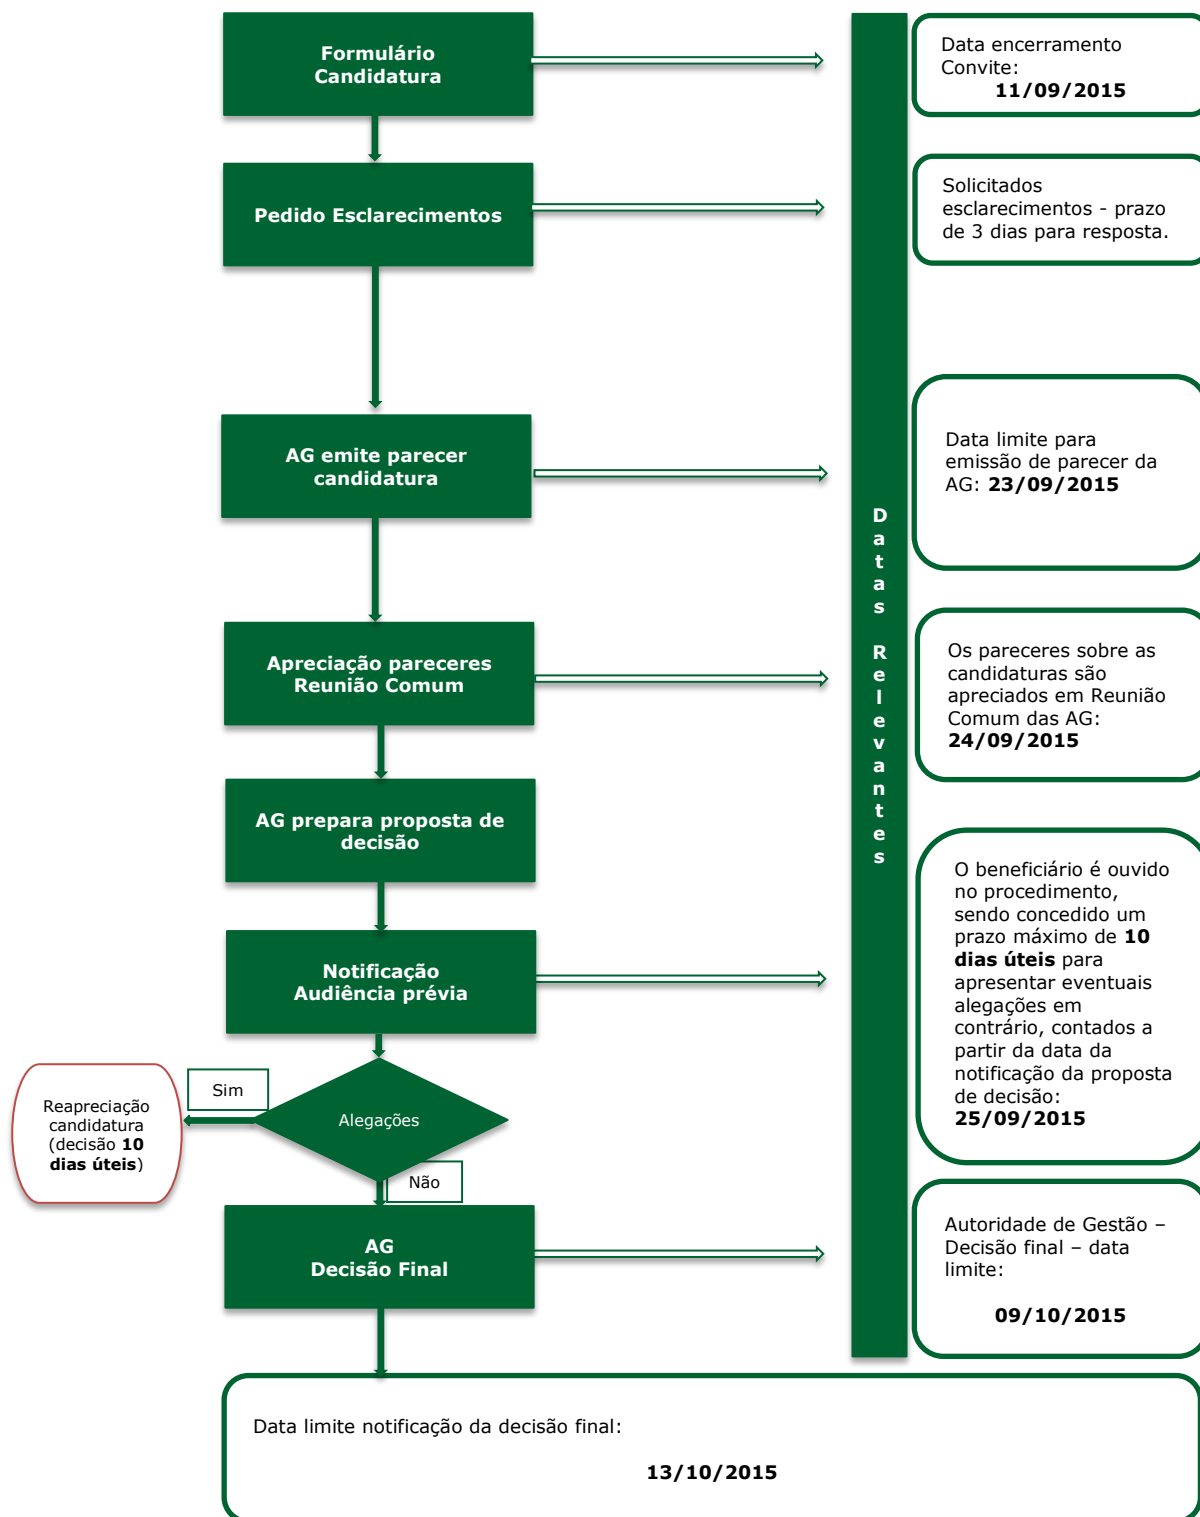 Formulário
Candidatura
Data encerramento
Convite:
11/09/2015
Pedido Esclarecimentos
Solicitados
esclarecimentos - prazo
de 3 dias para resposta.
AG emite parecer
candidatura
Data limite para
emissão de parecer da
AG: 23/09/2015
Datas Relevantes
Apreciação pareceres
Reunião Comum
Os pareceres sobre as
candidaturas são
apreciados em Reunião
Comum das AG:
24/09/2015
AG prepara proposta de
decisão
Notificação
Audiência prévia
O beneficiário é ouvido
no procedimento,
sendo concedido um
prazo máximo de 10
dias úteis para
apresentar eventuais
alegações em
contrário, contados a
partir da data da
notificação da proposta
de decisão:
25/09/2015
Alegações
Sim
Reapreciação
candidatura
(decisão 10
dias úteis)
Não
AG
Decisão Final
Autoridade de Gestão –
Decisão final – data
limite:
09/10/2015
Data limite notificação da decisão final:
13/10/2015